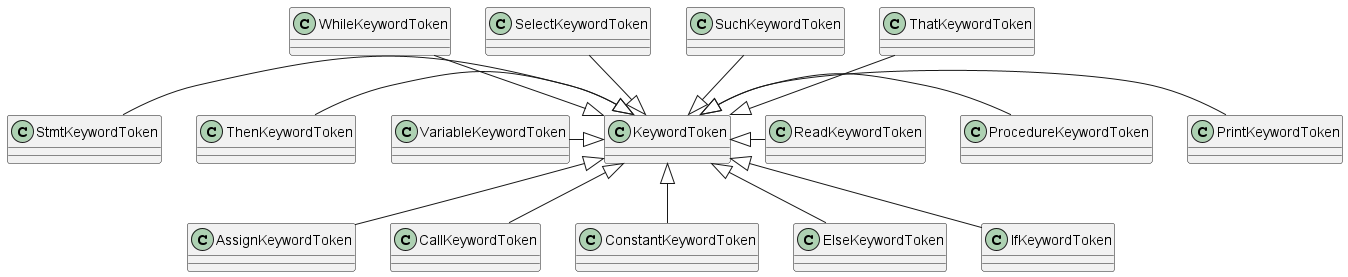 C WhileKeywordToken
C SelectKeywordToken
C SuchKeywordToken
C ThatKeywordToken
C StmtKeywordToken
C ThenKeywordToken
C VariableKeywordToken
C KeywordToken
C ReadKeywordToken
C ProcedureKeywordToken
C PrintKeywordToken
C AssignKeywordToken
C CallKeywordToken
C ConstantKeywordToken
C ElseKeywordToken
C IfKeywordToken